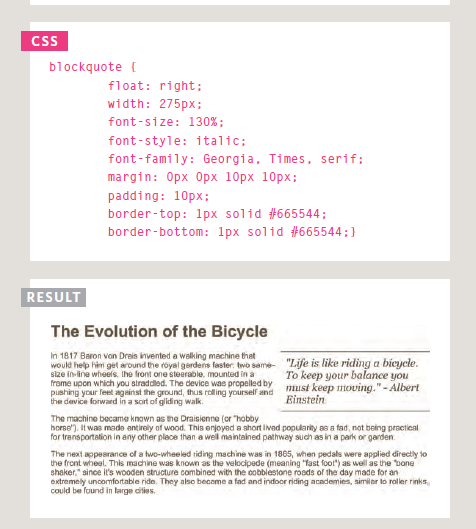 CSS
blockquote {
float: right;
width: 275px;
font-size: 130%;
font-style: italic;
font-family: Georgia, Times, serif;
margin: 0px 0px 10px 10px;
padding: 10px;
border-top: 1px solid #665544;
border-bottom: 1px solid #665544;}
RESULT
The Evolution of the Bicycle
In 1817 Baron von Drais invented a walking machine that
would help him get around the royal gardens faster: two same-
size in-line wheels, the front one steerable, mounted in a
frame upon which you straddled. The device was propelled by
pushing your feet against the ground, thus rolling yourself and
the device forward in a sort of gliding walk.
"Life is like riding a bicycle.
To keep your balance you
must keep moving." - Albert
Einstein
The machine became known as the Draisienne (or "hobby
horse"). It was made entirely of wood. This enjoyed a short lived popularity as a fad, not being practical
for transportation in any other place than a well maintained pathway such as in a park or garden.
The next appearance of a two-wheeled riding machine was in 1865, when pedals were applied directly to
the front wheel. This machine was known as the velocipede (meaning "fast foot") as well as the "bone
shaker," since it's wooden structure combined with the cobblestone roads of the day made for an
extremely uncomfortable ride. They also became a fad and indoor riding academies, similar to roller rinks,
could be found in large cities.